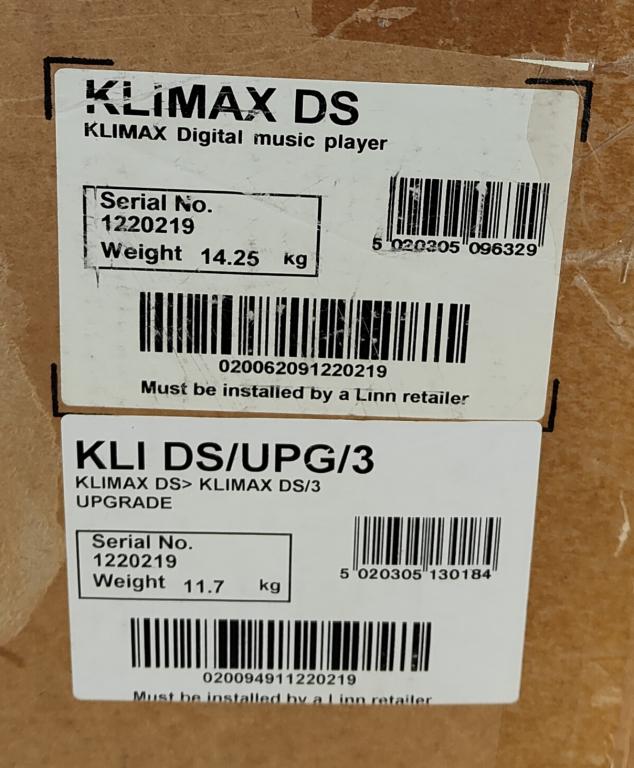 KLIMAX DS
KLIMAX Digital music player
Serial No.
1220219
Weight 14.25 kg
5 020305 096329
020062091220219
Must be installed by a Linn retailer
KLI DS/UPG/3
KLIMAX DS> KLIMAX DS/3
UPGRADE
Serial No.
1220219
Weight 11.7 kg
5 020305 130184
020094911220219
Must be installed by a Linn retailer